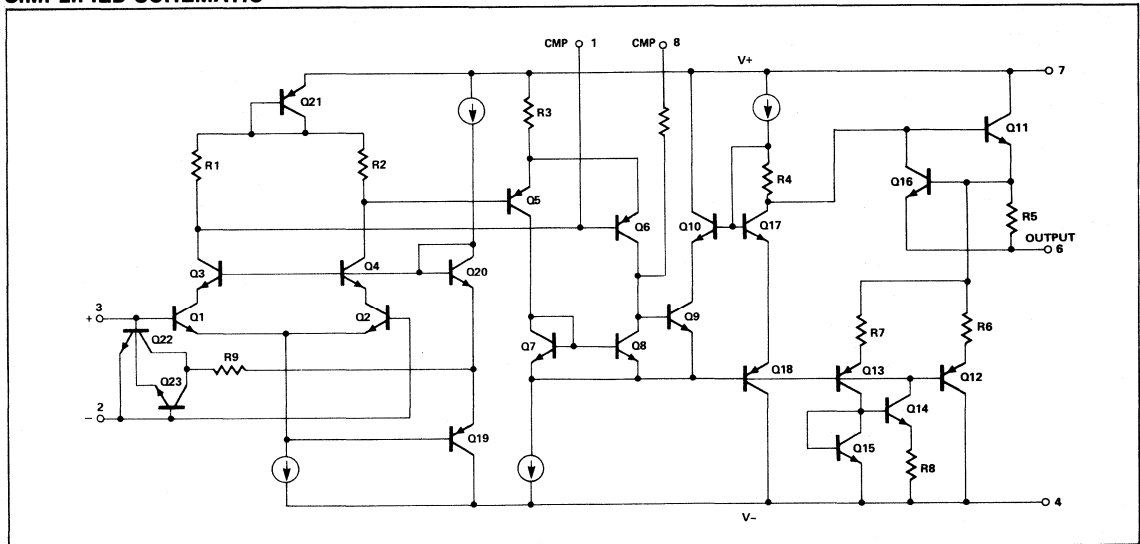 SIMPLIFIED SCHEMATIC
CMP 1
CMP 8
V+
7
Q21
R3
Q11
R1
R2
R4
Q16
Q5
R5
Q6
Q10
Q17
OUTPUT
6
Q3
Q4
Q20
+ 3
Q1
Q2
Q22
Q9
Q7
Q8
R7
R6
R9
Q23
Q18
Q13
Q12
- 2
Q14
Q19
Q15
R8
4
V-